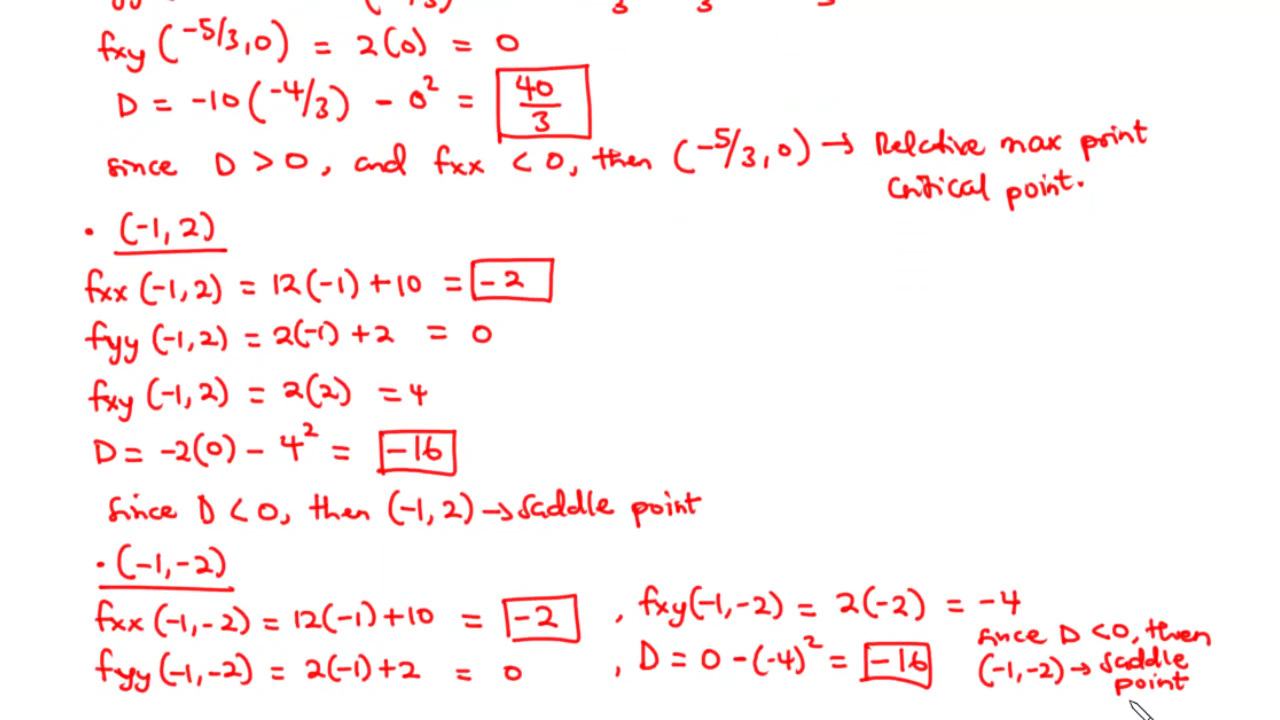 fxy (-5/3, 0) = 2(0) = 0
D = -10(-4/3) - 0² = 40/3
since D > 0, and fxx < 0, then (-5/3, 0) → Relative max point
critical point.
• (-1, 2)
fxx (-1, 2) = 12(-1) + 10 = -2
fyy (-1, 2) = 2(-1) + 2 = 0
fxy (-1, 2) = 2(2) = 4
D = -2(0) - 4² = -16
since D < 0, then (-1, 2) → saddle point
• (-1, -2)
fxx (-1, -2) = 12(-1) + 10 = -2 , fxy(-1, -2) = 2(-2) = -4
fyy (-1, -2) = 2(-1) + 2 = 0 , D = 0 - (-4)² = -16
since D < 0, then
(-1, -2) → saddle
point